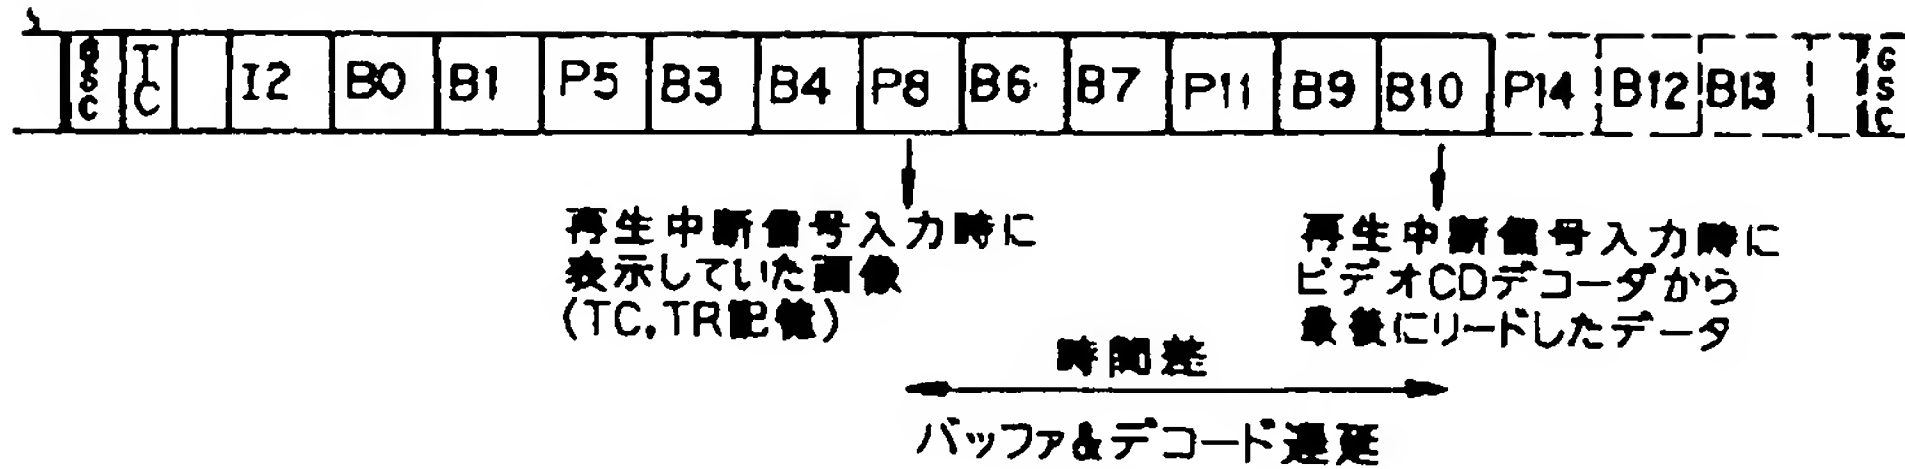 GSC TC I2 B0 B1 P5 B3 B4 P8 B6 B7 P11 B9 B10 P14 B12 B13 GSC
再生中断信号入力時に
表示していた画像
(TC,TR記憶)
再生中断信号入力時に
ビデオCDデコーダから
最後にリードしたデータ
時間差
バッファ&デコード遅延